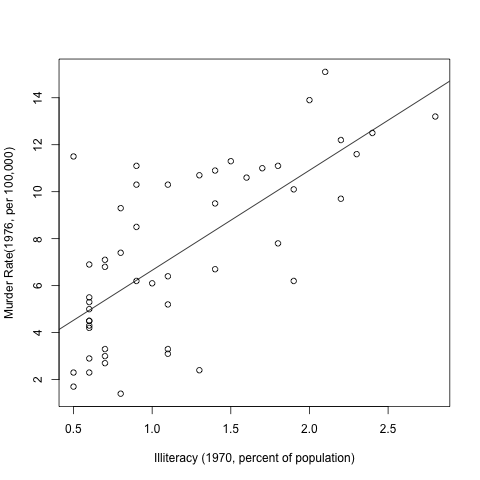 Murder Rate(1976, per 100,000)
14
12
10
8
6
4
2
0.5 1.0 1.5 2.0 2.5
Illiteracy (1970, percent of population)